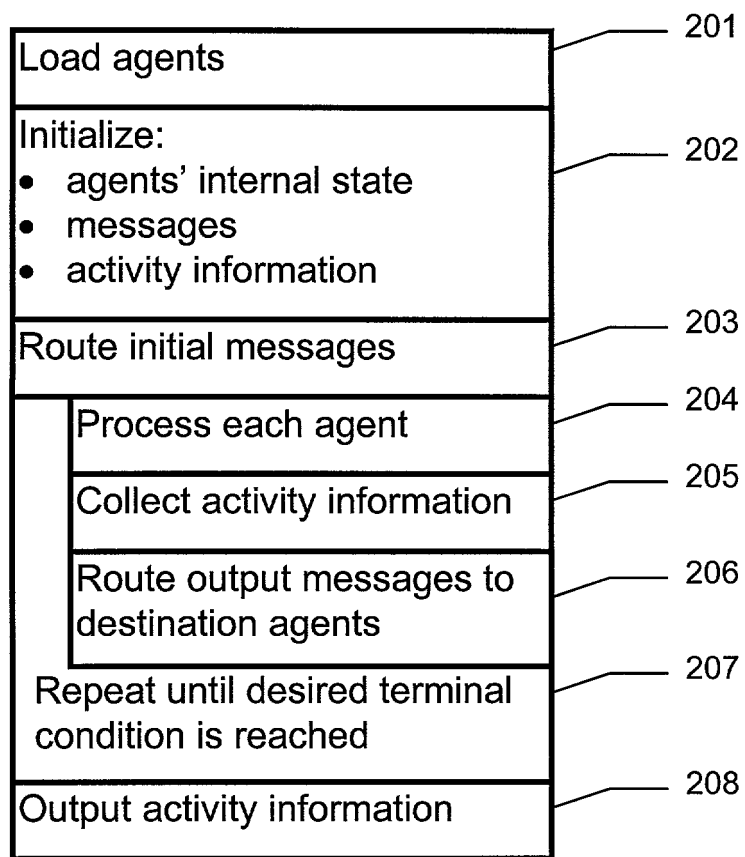 201
Load agents
Initialize:
202
• agents' internal state
• messages
• activity information
203
Route initial messages
204
Process each agent
205
Collect activity information
206
Route output messages to
destination agents
207
Repeat until desired terminal
condition is reached
208
Output activity information